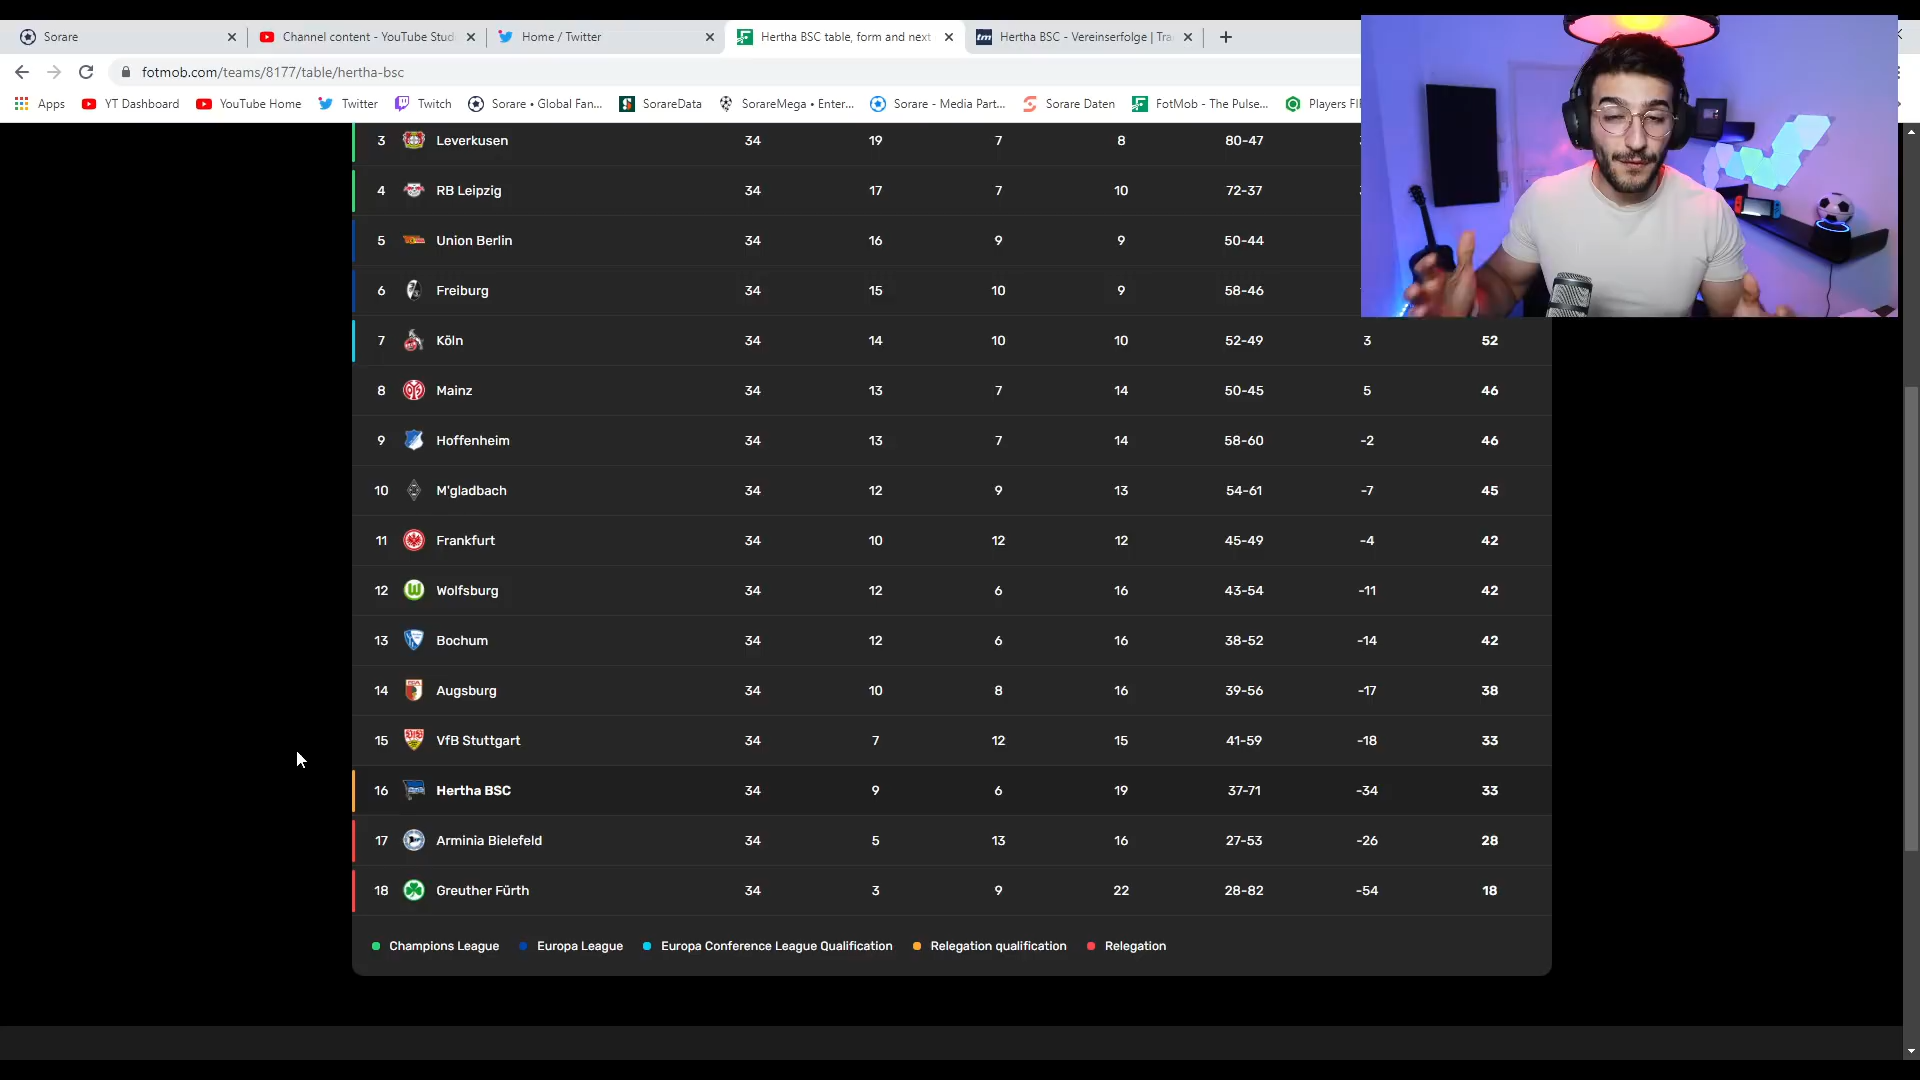 Sorare
Channel content - YouTube Stud
Home / Twitter
Hertha BSC table, form and next
Hertha BSC - Vereinserfolge | Tra
fotmob.com/teams/8177/table/hertha-bsc
Apps
YT Dashboard
YouTube Home
Twitter
Twitch
Sorare • Global Fan...
SorareData
SorareMega • Enter...
Sorare - Media Part...
Sorare Daten
FotMob - The Pulse...
Players
3 Leverkusen 34 19 7 8 80-47
4 RB Leipzig 34 17 7 10 72-37
5 Union Berlin 34 16 9 9 50-44
6 Freiburg 34 15 10 9 58-46
7 Köln 34 14 10 10 52-49 3 52
8 Mainz 34 13 7 14 50-45 5 46
9 Hoffenheim 34 13 7 14 58-60 -2 46
10 M'gladbach 34 12 9 13 54-61 -7 45
11 Frankfurt 34 10 12 12 45-49 -4 42
12 Wolfsburg 34 12 6 16 43-54 -11 42
13 Bochum 34 12 6 16 38-52 -14 42
14 Augsburg 34 10 8 16 39-56 -17 38
15 VfB Stuttgart 34 7 12 15 41-59 -18 33
16 Hertha BSC 34 9 6 19 37-71 -34 33
17 Arminia Bielefeld 34 5 13 16 27-53 -26 28
18 Greuther Fürth 34 3 9 22 28-82 -54 18
Champions League Europa League Europa Conference League Qualification Relegation qualification Relegation